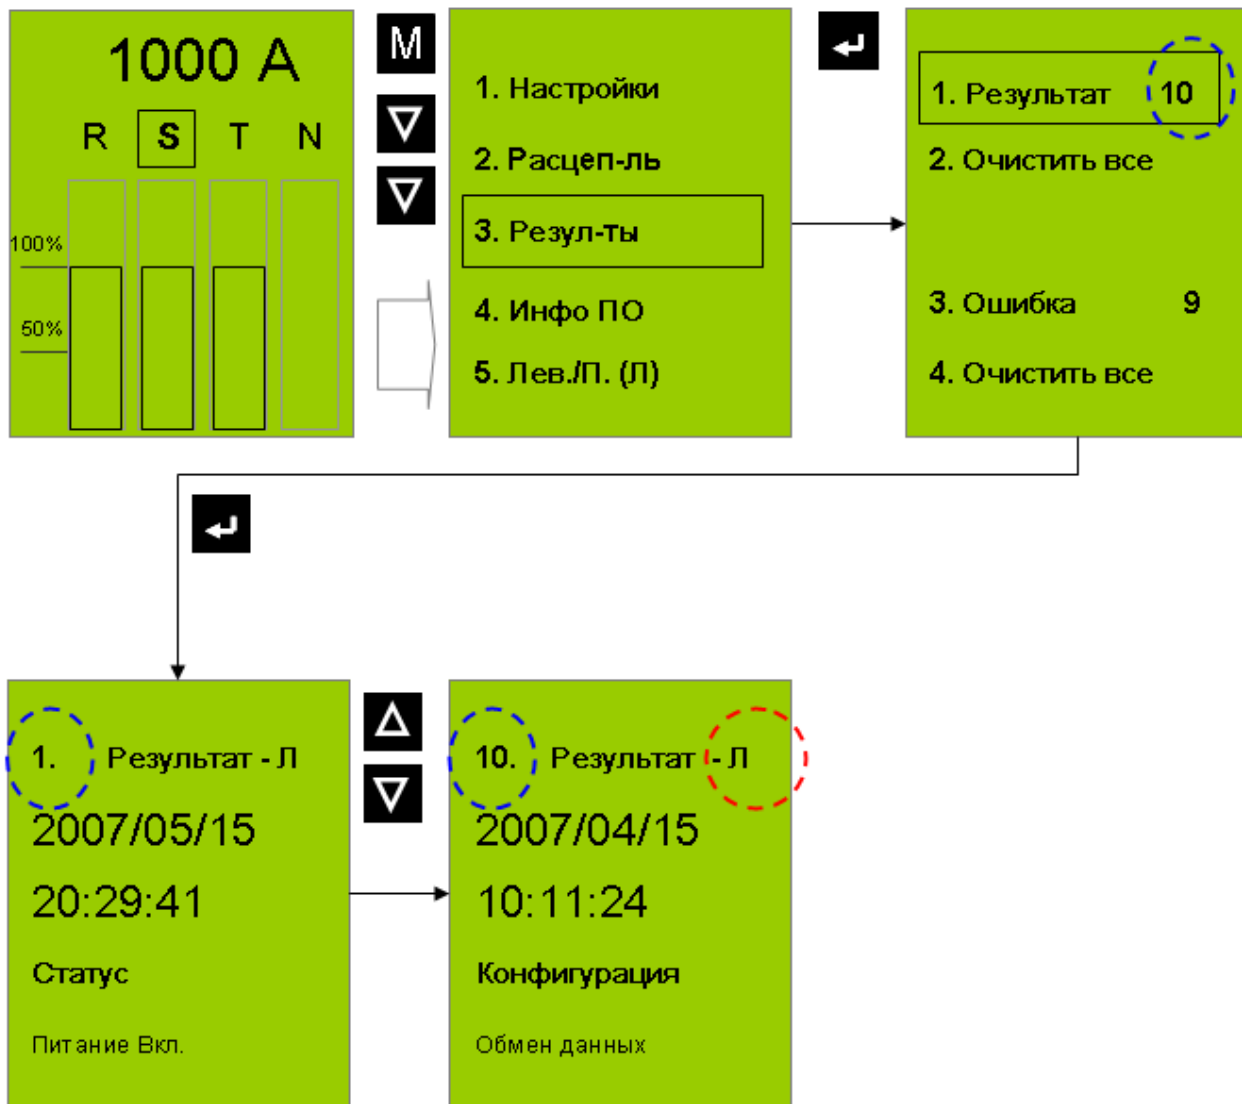 1000 A
R S T N
100%
50%
M
1. Настройки
2. Расцеп-ль
3. Резул-ты
4. Инфо ПО
5. Лев./П. (Л)
1. Результат 10
2. Очистить все
3. Ошибка 9
4. Очистить все
1. Результат - Л
2007/05/15
20:29:41
Статус
Питание Вкл.
10. Результат - Л
2007/04/15
10:11:24
Конфигурация
Обмен данных